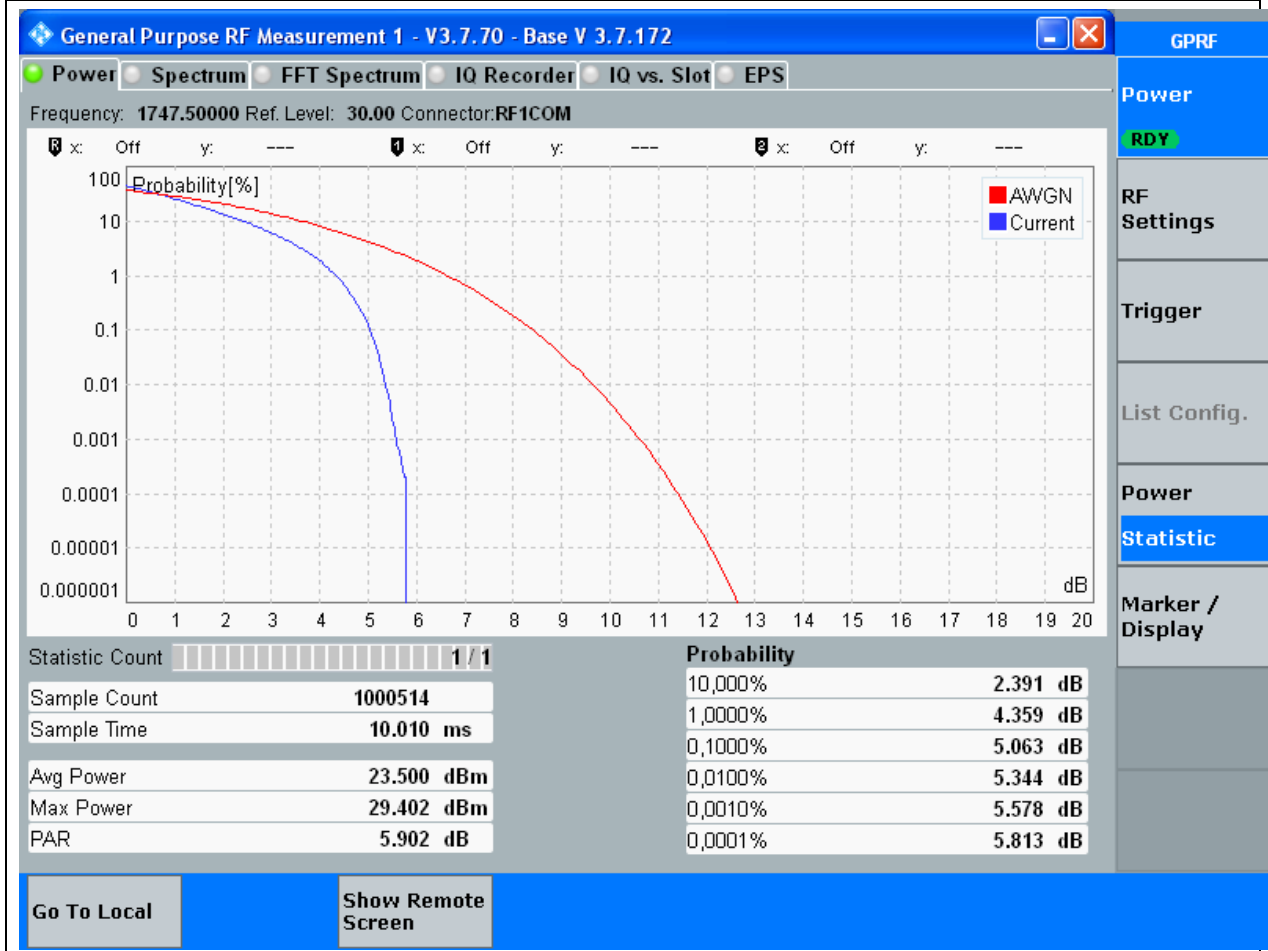 General Purpose RF Measurement 1 - V3.7.70 - Base V 3.7.172
GPRF
Power Spectrum FFT Spectrum IQ Recorder IQ vs. Slot EPS
Frequency: 1747.50000 Ref. Level: 30.00 Connector:RF1COM
R x: Off y: --- 1 x: Off y: --- 2 x: Off y: ---
Probability[%]
AWGN
Current
100
10
1
0.1
0.01
0.001
0.0001
0.00001
0.000001
dB
0 1 2 3 4 5 6 7 8 9 10 11 12 13 14 15 16 17 18 19 20
Statistic Count 1 / 1
Sample Count 1000514
Sample Time 10.010 ms
Avg Power 23.500 dBm
Max Power 29.402 dBm
PAR 5.902 dB
Probability
10,000% 2.391 dB
1,0000% 4.359 dB
0,1000% 5.063 dB
0,0100% 5.344 dB
0,0010% 5.578 dB
0,0001% 5.813 dB
Power
RDY
RF
Settings
Trigger
List Config.
Power
Statistic
Marker /
Display
Go To Local
Show Remote
Screen